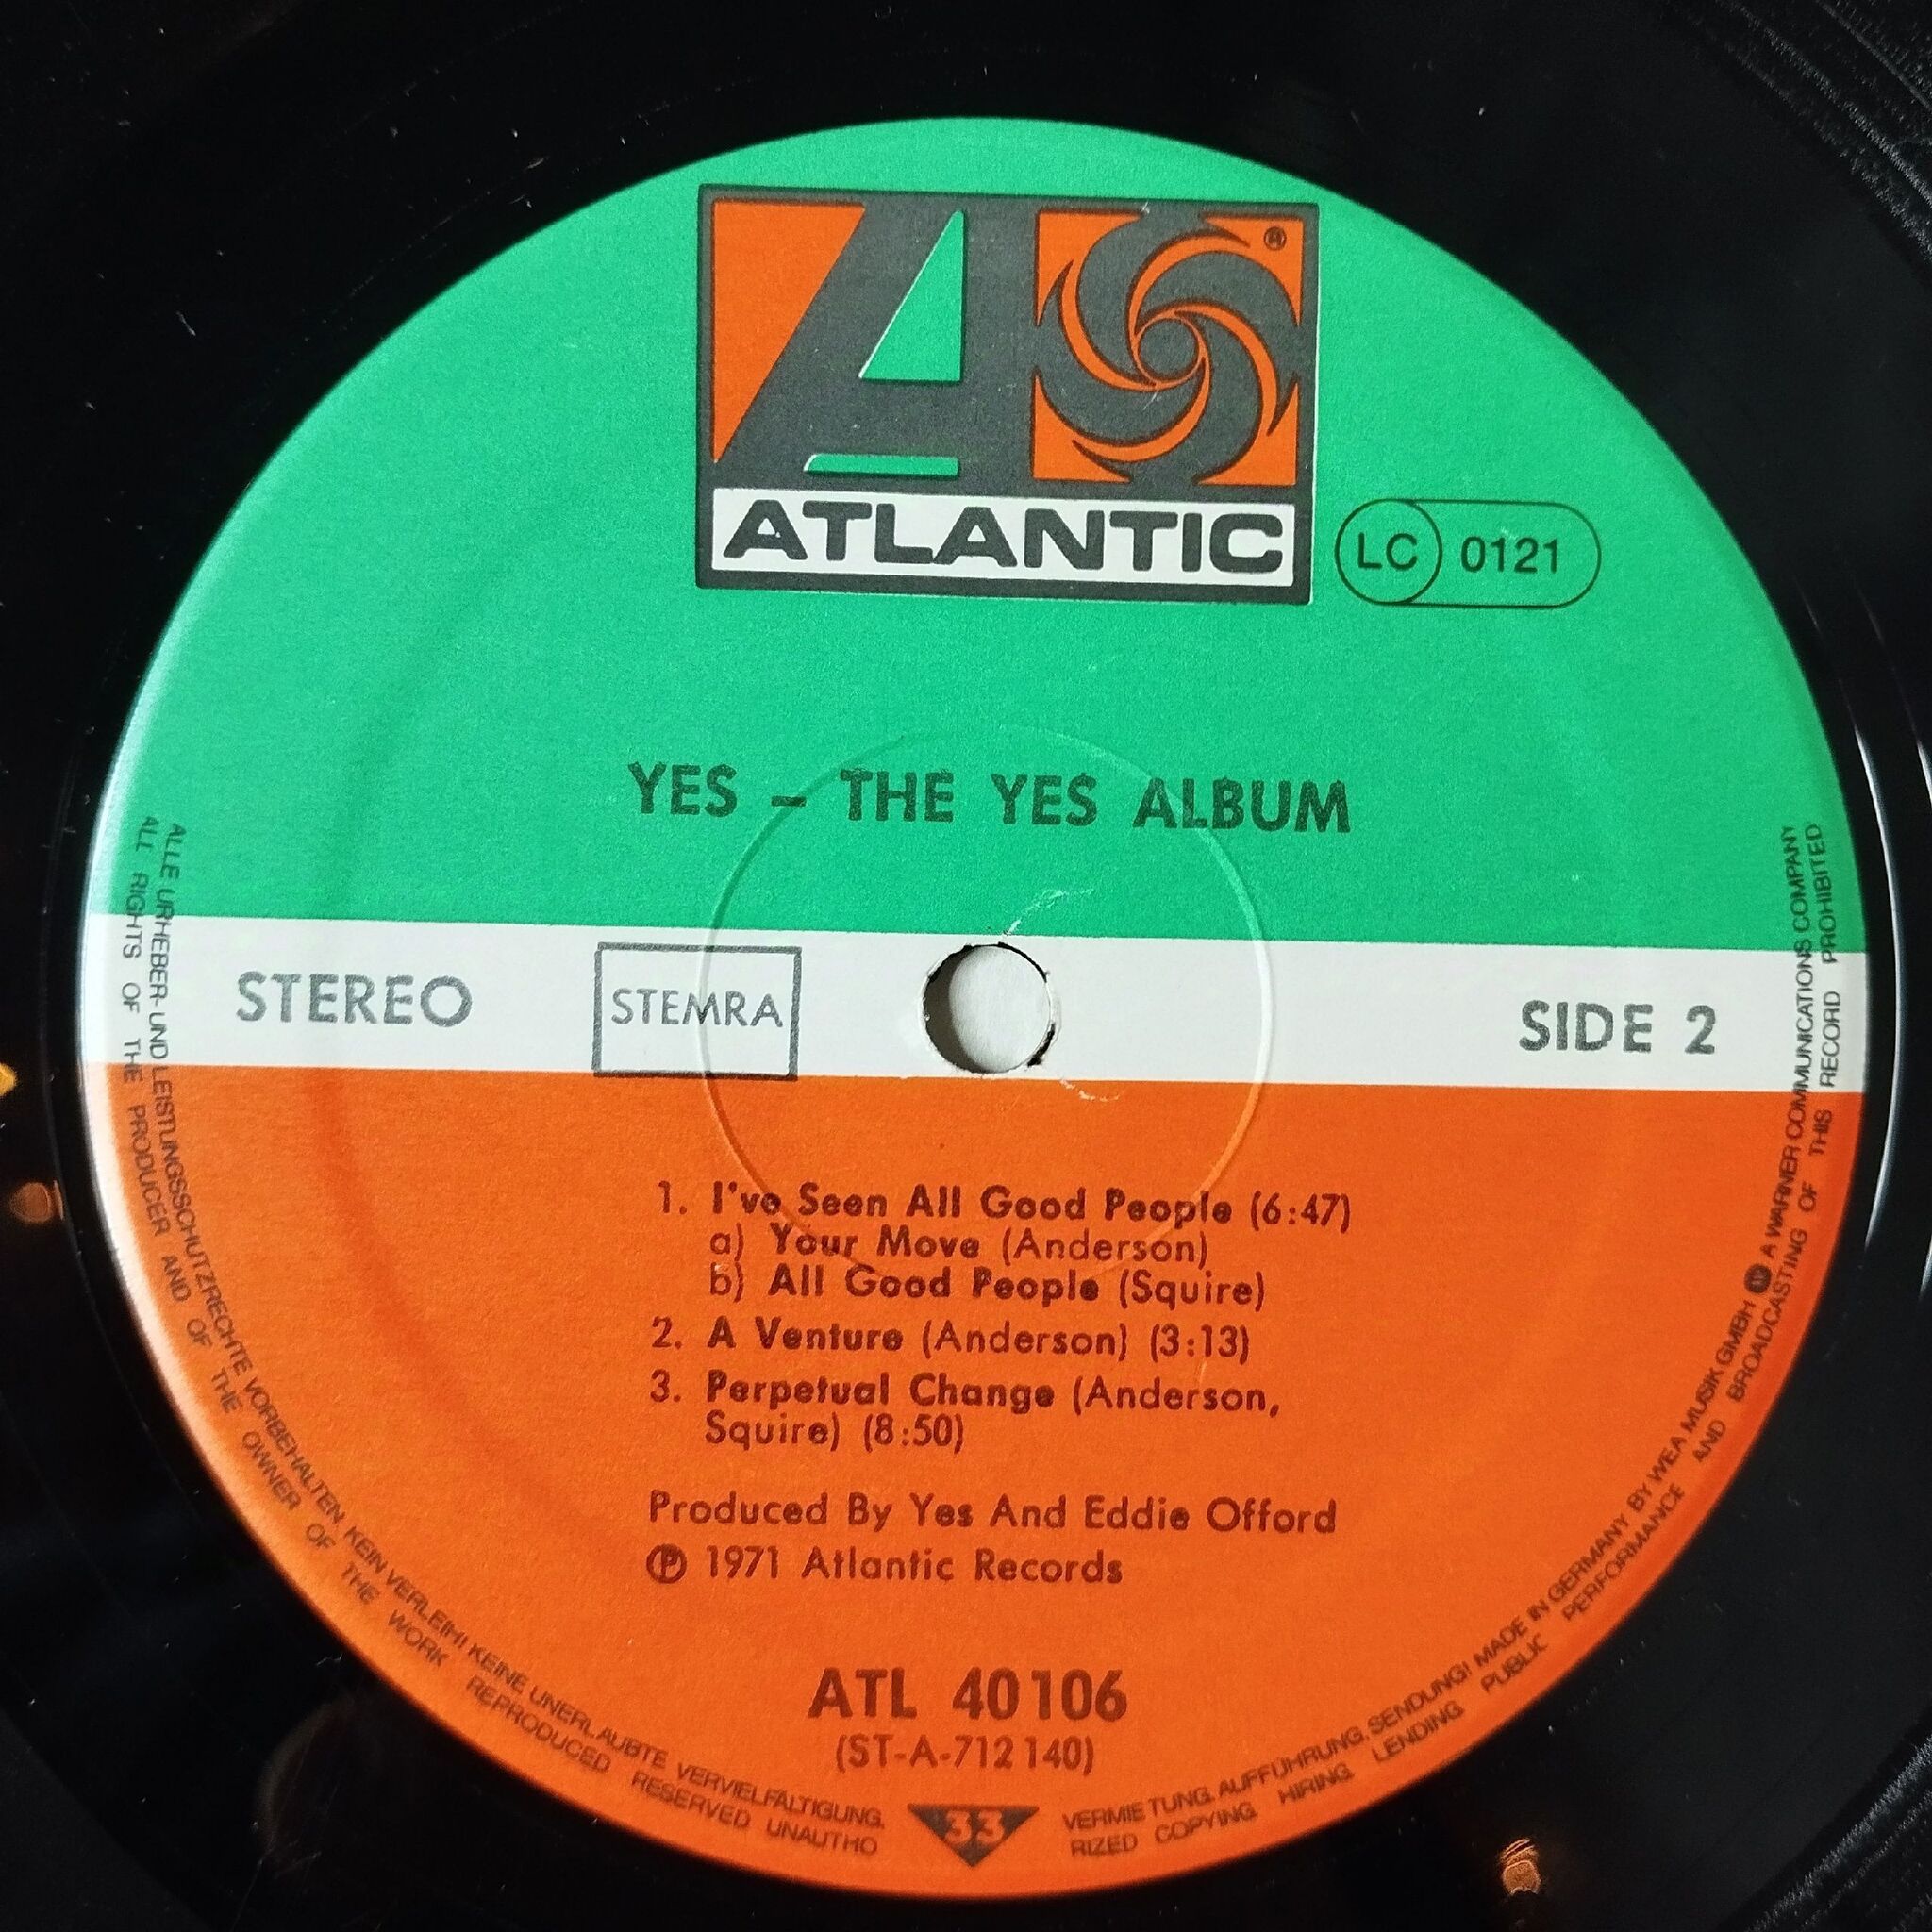 ®
ATLANTIC
LC 0121
YES – THE YES ALBUM
STEREO
STEMRA
SIDE 2
1. I've Seen All Good People (6:47)
a) Your Move (Anderson)
b) All Good People (Squire)
2. A Venture (Anderson) (3:13)
3. Perpetual Change (Anderson,
Squire) (8:50)
Produced By Yes And Eddie Offord
℗ 1971 Atlantic Records
ATL 40106
(ST-A-712 140)
33
ALLE URHEBER- UND LEISTUNGSSCHUTZRECHTE VORBEHALTEN KEIN VERLEIH! KEINE UNERLAUBTE VERVIELFÄLTIGUNG, VERMIETUNG, AUFFÜHRUNG, SENDUNG! MADE IN GERMANY BY WEA MUSIK GMBH A WARNER COMMUNICATIONS COMPANY
ALL RIGHTS OF THE PRODUCER AND OF THE OWNER OF THE WORK REPRODUCED RESERVED UNAUTHORIZED COPYING HIRING LENDING PUBLIC PERFORMANCE AND BROADCASTING OF THIS RECORD PROHIBITED